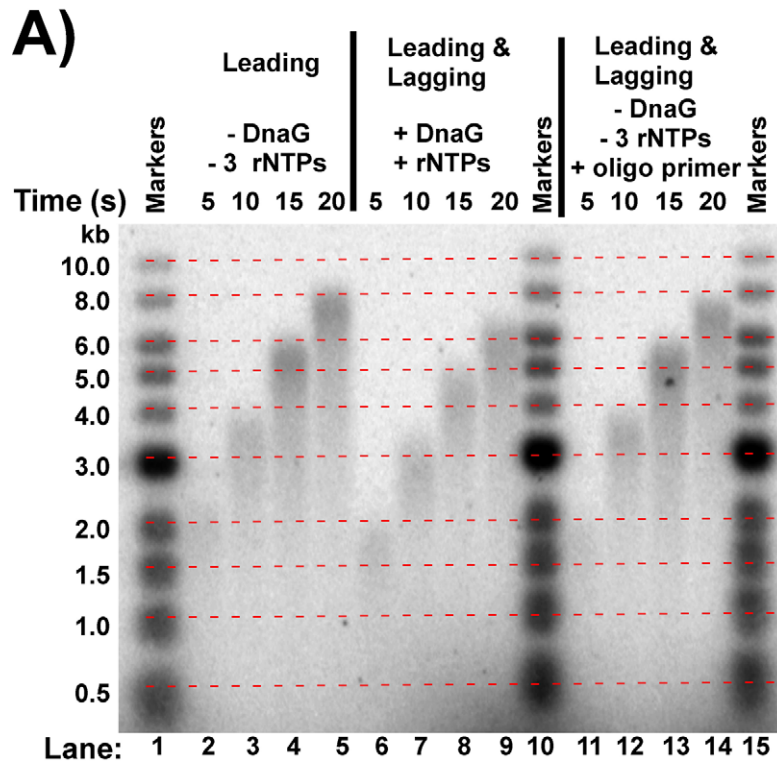 A)
Leading
- DnaG
- 3 rNTPs
Leading &
Lagging
+ DnaG
+ rNTPs
Leading &
Lagging
- DnaG
- 3 rNTPs
+ oligo primer
Markers
Markers
Markers
Time (s) 5 10 15 20 5 10 15 20 5 10 15 20
kb
10.0
8.0
6.0
5.0
4.0
3.0
2.0
1.5
1.0
0.5
Lane: 1 2 3 4 5 6 7 8 9 10 11 12 13 14 15